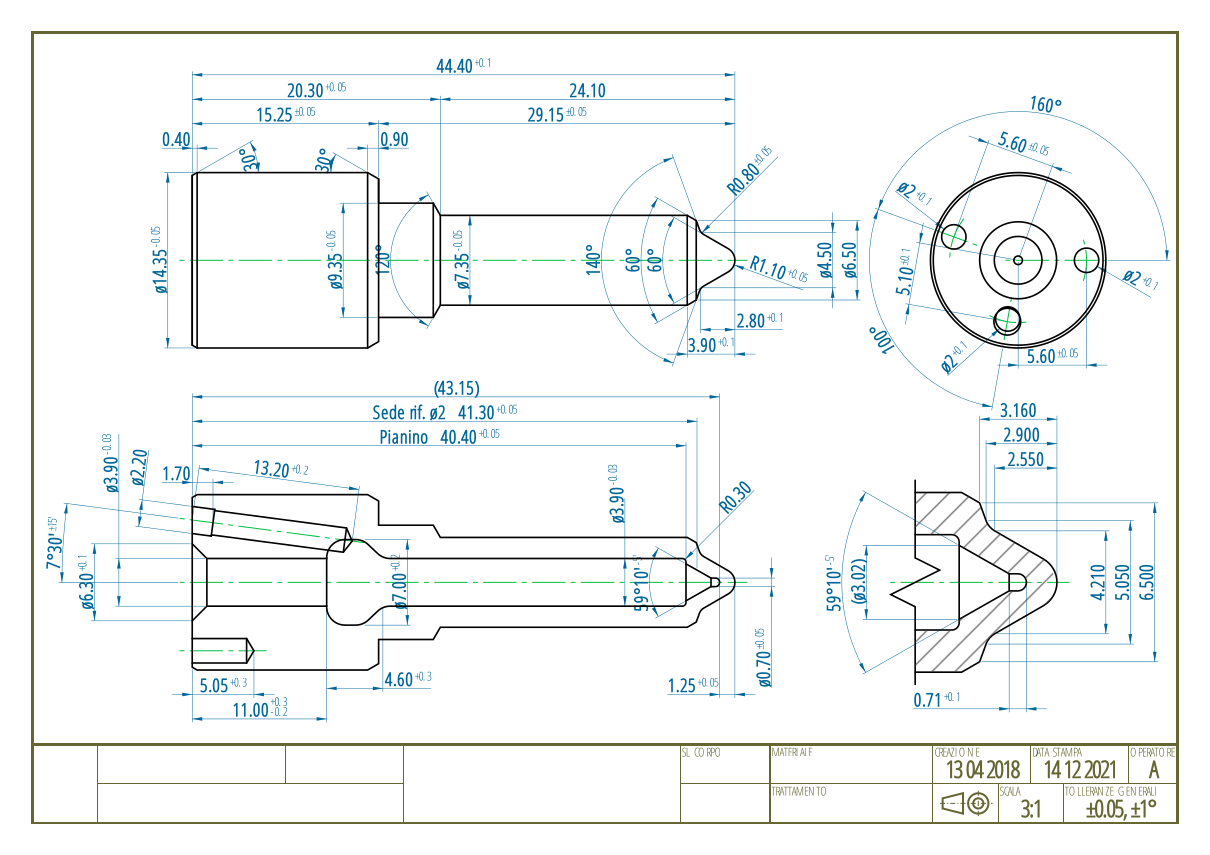 44.40 +0.1
20.30 +0.05
24.10
15.25 ±0.05
29.15 ±0.05
0.40
30°
30°
0.90
ø14.35 -0.05
ø9.35 -0.05
120°
ø7.35 -0.05
140°
60°
60°
R0.80 ±0.05
R1.10 ±0.05
ø4.50
ø6.50
2.80 +0.1
3.90 +0.1
160°
5.60 ±0.05
ø2 +0.1
5.10 ±0.1
ø2 +0.1
100°
ø2 +0.1
5.60 ±0.05
(43.15)
Sede rif. ø2 41.30 +0.05
Pianino 40.40 +0.05
ø3.90 -0.03
ø2.20
1.70
13.20 +0.2
7°30' ±15'
ø6.30 +0.1
ø7.00 +0.2
ø3.90 -0.03
R0.30
59°10' -5'
ø0.70 +0.05
5.05 +0.3
4.60 +0.3
11.00 +0.3 -0.2
1.25 +0.05
3.160
2.900
2.550
59°10' -5'
(ø3.02)
4.210
5.050
6.500
0.71 +0.1
SL CORPO
MATERIALE
CREAZIONE
DATA STAMPA
OPERATORE
13 04 2018
14 12 2021
A
TRATTAMENTO
SCALA
TOLLERANZE GENERALI
3:1
±0.05, ±1°